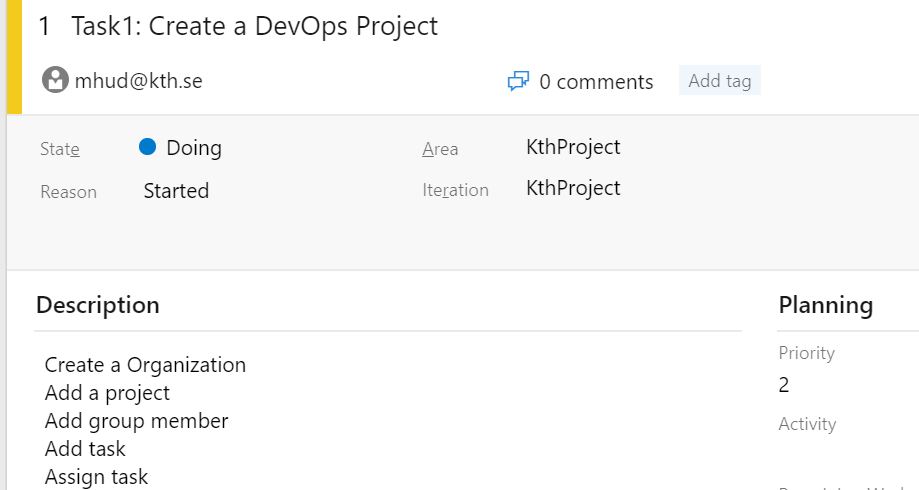 1 Task1: Create a DevOps Project
mhud@kth.se
0 comments
Add tag
State
Doing
Area
KthProject
Reason
Started
Iteration
KthProject
Description
Planning
Create a Organization
Add a project
Add group member
Add task
Assign task
Priority
2
Activity